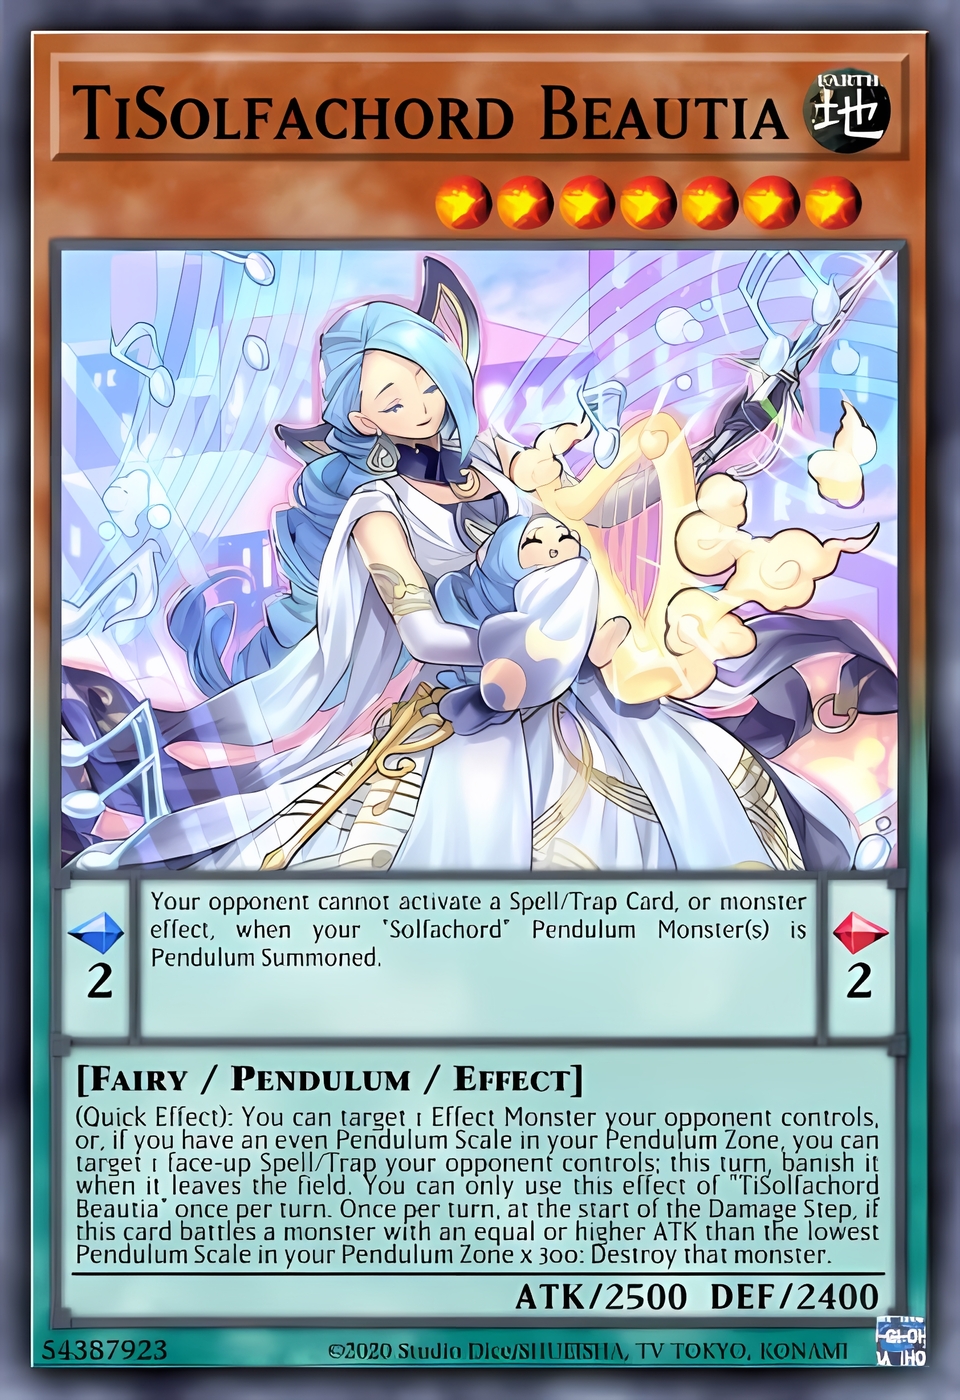 TiSolfachord Beautia
EARTH
地
Your opponent cannot activate a Spell/Trap Card, or monster
effect, when your "Solfachord" Pendulum Monster(s) is
Pendulum Summoned.
2
2
[Fairy / Pendulum / Effect]
(Quick Effect): You can target 1 Effect Monster your opponent controls,
or, if you have an even Pendulum Scale in your Pendulum Zone, you can
target 1 face-up Spell/Trap your opponent controls; this turn, banish it
when it leaves the field. You can only use this effect of "TiSolfachord
Beautia" once per turn. Once per turn, at the start of the Damage Step, if
this card battles a monster with an equal or higher ATK than the lowest
Pendulum Scale in your Pendulum Zone x 300: Destroy that monster.
ATK/2500 DEF/2400
54387923
©2020 Studio Dice/SHUEISHA, TV TOKYO, KONAMI